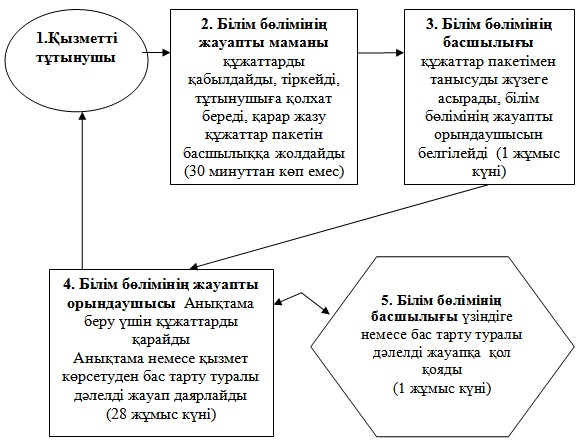 1.Қызметті
тұтынушы
2. Білім бөлімінің
жауапты маманы
құжаттарды
қабылдайды, тіркейді,
тұтынушыға қолхат
береді, қарар жазу
құжаттар пакетін
басшылыққа жолдайды
(30 минуттан көп емес)
3. Білім бөлімінің
басшылығы
құжаттар пакетімен
танысуды жүзеге
асырады, білім
бөлімінің жауапты
орындаушысын
белгілейді (1 жұмыс
күні)
4. Білім бөлімінің жауапты
орындаушысы Анықтама
беру үшін құжаттарды
қарайды
Анықтама немесе қызмет
көрсетуден бас тарту туралы
дәлелді жауап даярлайды
(28 жұмыс күні)
5. Білім бөлімінің
басшылығы үзіндіге
немесе бас тарту туралы
дәлелді жауапқа қол
қояды
(1 жұмыс күні)